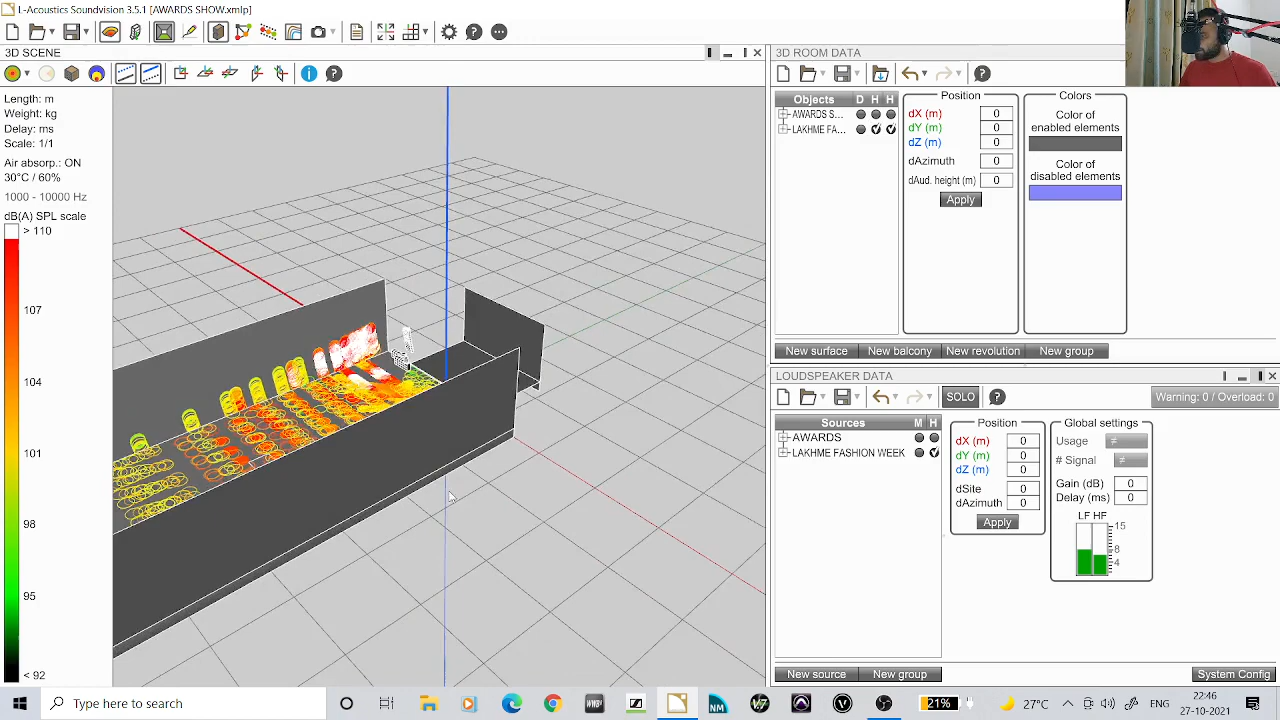 L-Acoustics Soundvision 3.5.1 [AWARDS SHOW.xmlp]
3D SCENE
Length: m
Weight: kg
Delay: ms
Scale: 1/1
Air absorp.: ON
30°C / 60%
1000 - 10000 Hz
dB(A) SPL scale
> 110
107
104
101
98
95
< 92
3D ROOM DATA
Objects D H H
AWARDS S...
LAKHME FA...
Position
dX (m) 0
dY (m) 0
dZ (m) 0
dAzimuth 0
dAud. height (m) 0
Apply
Colors
Color of
enabled elements
Color of
disabled elements
New surface New balcony New revolution New group
LOUDSPEAKER DATA
SOLO
Warning: 0 / Overload: 0
Sources M H
AWARDS
LAKHME FASHION WEEK
Position
dX (m) 0
dY (m) 0
dZ (m) 0
dSite 0
dAzimuth 0
Apply
Global settings
Usage ≠
# Signal ≠
Gain (dB) 0
Delay (ms) 0
LF HF
15
8
4
New source New group System Config
Type here to search
21%
27°C
ENG
22:46
27-10-2021